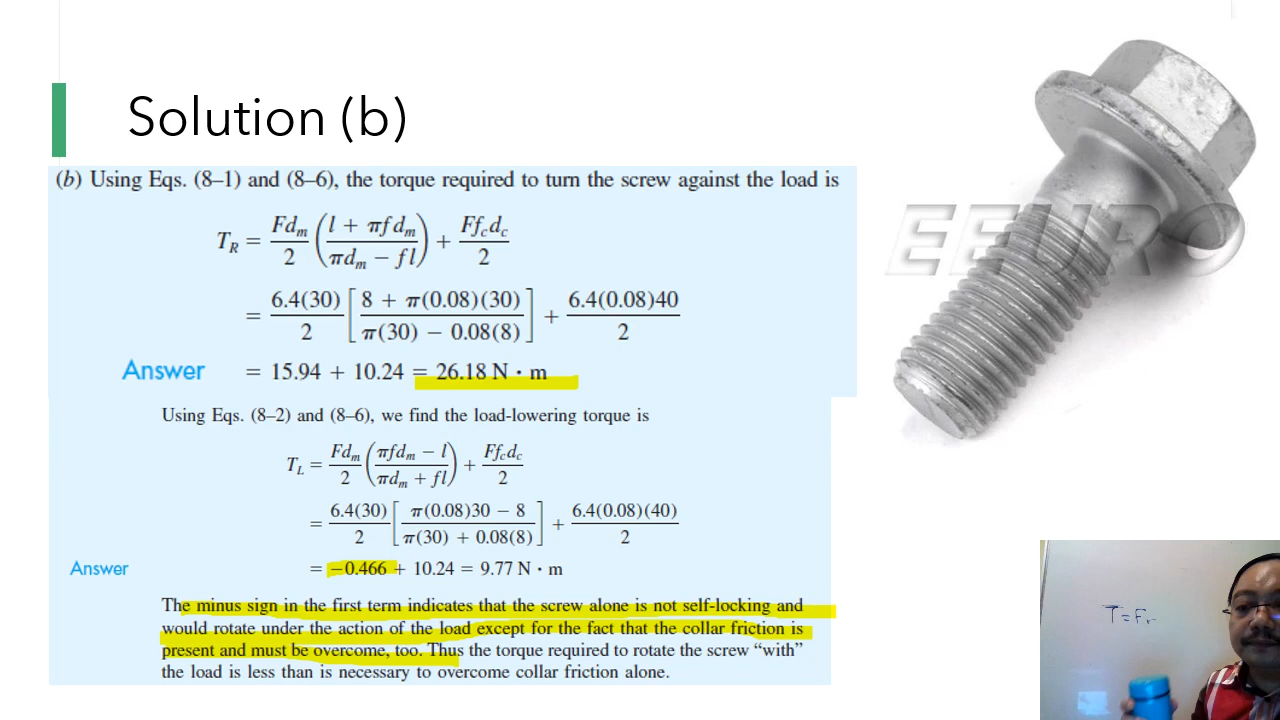 Solution (b)
(b) Using Eqs. (8–1) and (8–6), the torque required to turn the screw against the load is
T_R = Fd_m/2 ((l + πfd_m)/(πd_m − fl)) + Ff_cd_c/2
= 6.4(30)/2 [(8 + π(0.08)(30))/(π(30) − 0.08(8))] + 6.4(0.08)40/2
Answer = 15.94 + 10.24 = 26.18 N · m
Using Eqs. (8–2) and (8–6), we find the load-lowering torque is
T_L = Fd_m/2 ((πfd_m − l)/(πd_m + fl)) + Ff_cd_c/2
= 6.4(30)/2 [(π(0.08)30 − 8)/(π(30) + 0.08(8))] + 6.4(0.08)(40)/2
Answer = −0.466 + 10.24 = 9.77 N · m
The minus sign in the first term indicates that the screw alone is not self-locking and
would rotate under the action of the load except for the fact that the collar friction is
present and must be overcome, too. Thus the torque required to rotate the screw “with”
the load is less than is necessary to overcome collar friction alone.
EEURO
T=Fr